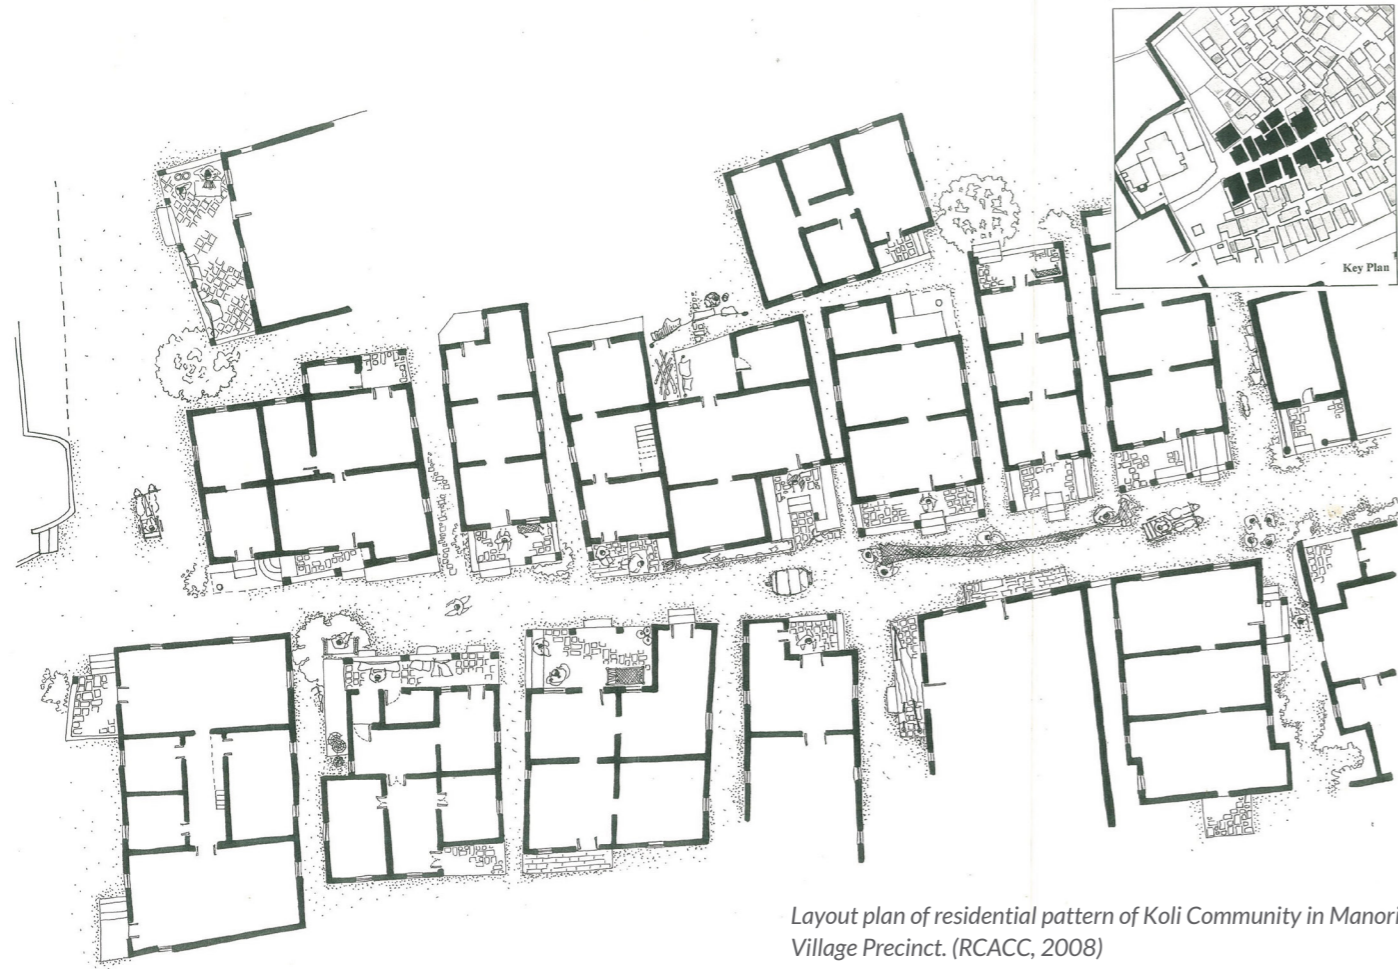 Key Plan
Layout plan of residential pattern of Koli Community in Manori
Village Precinct. (RCACC, 2008)